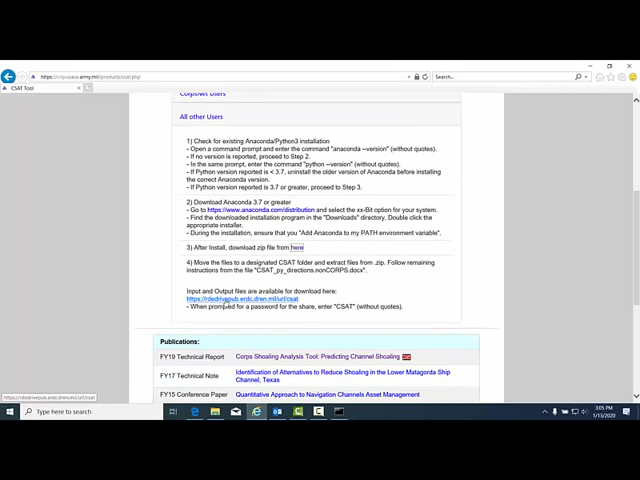 https://cirp.usace.army.mil/products/csat.php
Search...
CSAT Tool
CorpsNet Users
All other Users
1) Check for existing Anaconda/Python3 installation
- Open a command prompt and enter the command "anaconda --version" (without quotes).
- If no version is reported, proceed to Step 2.
- In the same prompt, enter the command "python --version" (without quotes).
- If Python version reported is < 3.7, uninstall the older version of Anaconda before installing
the correct Anaconda version.
- If Python version reported is 3.7 or greater, proceed to Step 3.
2) Download Anaconda 3.7 or greater
- Go to https://www.anaconda.com/distribution and select the xx-Bit option for your system.
- Find the downloaded installation program in the "Downloads" directory. Double click the
appropriate installer.
- During the installation, ensure that you "Add Anaconda to my PATH environment variable".
3) After Install, download zip file from here
4) Move the files to a designated CSAT folder and extract files from .zip. Follow remaining
instructions from the file "CSAT_py_directions.nonCORPS.docx".
Input and Output files are available for download here:
https://rdedrivepub.erdc.dren.mil/url/csat
- When prompted for a password for the share, enter "CSAT" (without quotes).
Publications:
FY19 Technical Report Corps Shoaling Analysis Tool: Predicting Channel Shoaling
FY17 Technical Note Identification of Alternatives to Reduce Shoaling in the Lower Matagorda Ship
Channel, Texas
FY15 Conference Paper Quantitative Approach to Navigation Channels Asset Management
https://rdedrivepub.erdc.dren.mil/url/csat
Type here to search
3:05 PM
1/13/2020